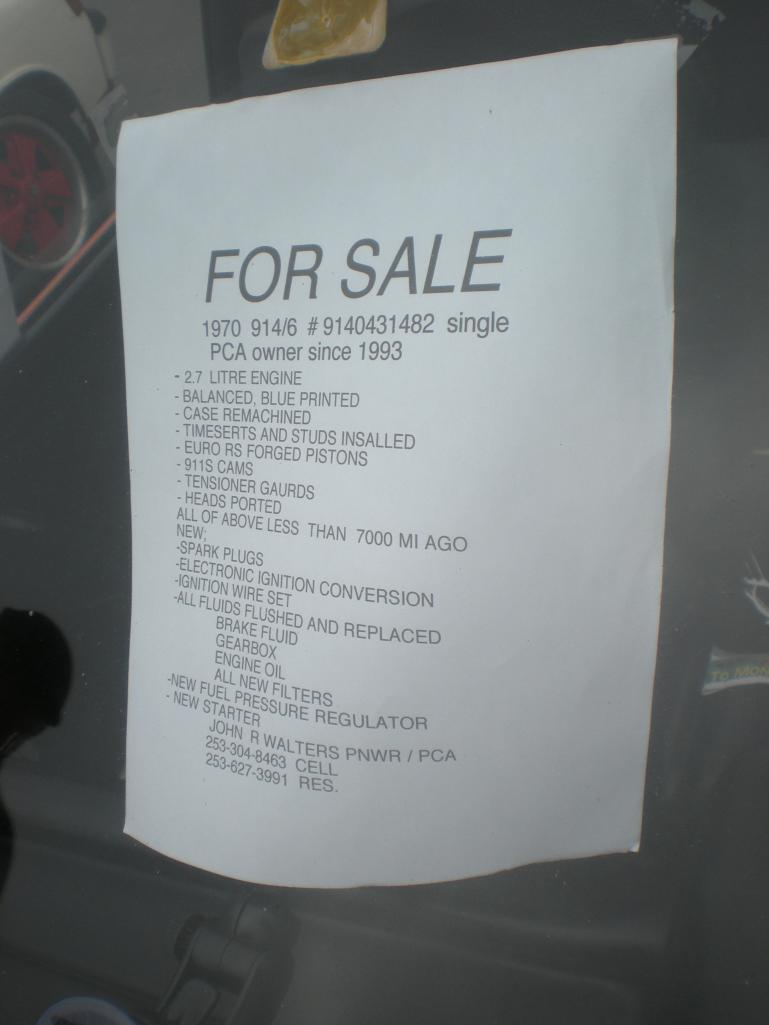 FOR SALE
1970 914/6 # 9140431482 single
PCA owner since 1993
- 2.7 LITRE ENGINE
- BALANCED, BLUE PRINTED
- CASE REMACHINED
- TIMESERTS AND STUDS INSALLED
- EURO RS FORGED PISTONS
- 911S CAMS
- TENSIONER GAURDS
- HEADS PORTED
ALL OF ABOVE LESS THAN 7000 MI AGO
NEW;
-SPARK PLUGS
-ELECTRONIC IGNITION CONVERSION
-IGNITION WIRE SET
-ALL FLUIDS FLUSHED AND REPLACED
BRAKE FLUID
GEARBOX
ENGINE OIL
ALL NEW FILTERS
-NEW FUEL PRESSURE REGULATOR
- NEW STARTER
JOHN R WALTERS PNWR / PCA
253-304-8463 CELL
253-627-3991 RES.